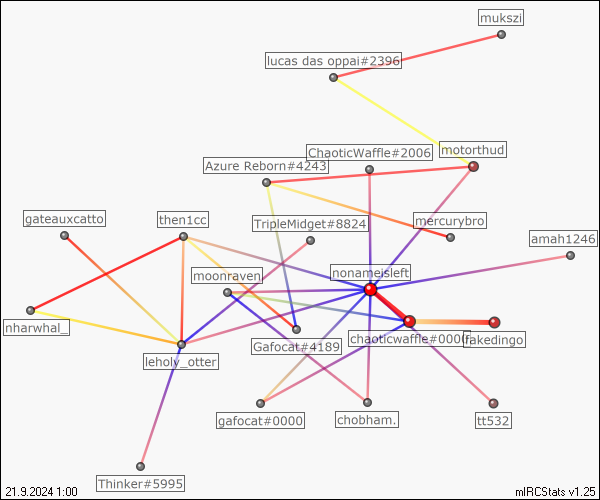 mukszi
lucas das oppai#2396
ChaoticWaffle#2006
motorthud
Azure Reborn#4243
gateauxcatto
then1cc
TripleMidget#8824
mercurybro
amah1246
moonraven
nonameisleft
nharwhal_
leholy_otter
Gafocat#4189
chaoticwaffle#0000
fakedingo
gafocat#0000
chobham.
tt532
Thinker#5995
21.9.2024 1:00
mIRCStats v1.25